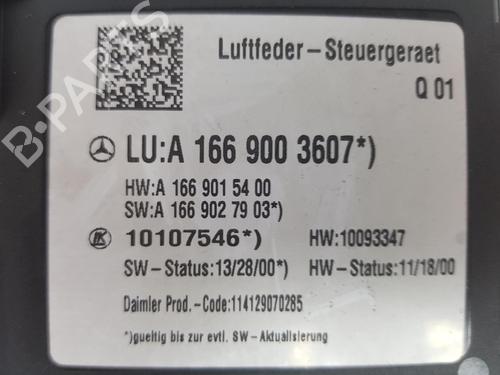 Luftfeder-Steuergeraet
Q 01
LU:A 166 900 3607*)
HW:A 166 901 54 00
SW:A 166 902 79 03*)
10107546*) HW:10093347
SW-Status:13/28/00*) HW-Status:11/18/00
Daimler Prod.-Code:114129070285
*)gueltig bis zur evtl. SW-Aktualisierung
B-PARTS